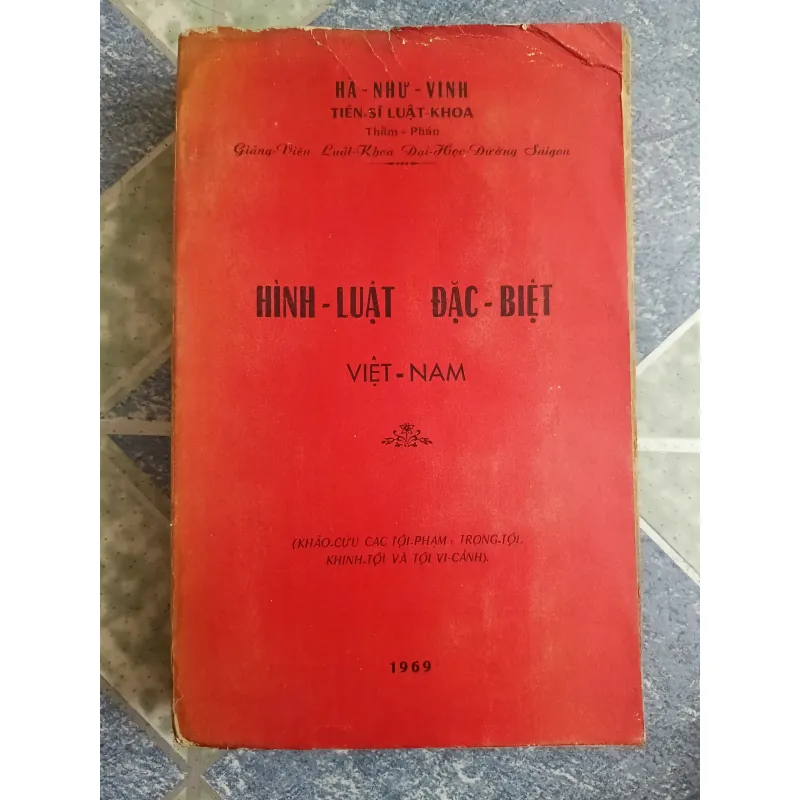 HA - NHƯ - VINH
TIẾN-SĨ LUẬT-KHOA
Thẩm - Phán
Giảng-Viên Luật-Khoa Đại-Học-Đường Saigon
HÌNH - LUẬT ĐẶC - BIỆT
VIỆT - NAM
(KHẢO-CỨU CÁC TỘI-PHẠM : TRỌNG-TỘI,
KHINH-TỘI VÀ TỘI VI-CẢNH).
1969